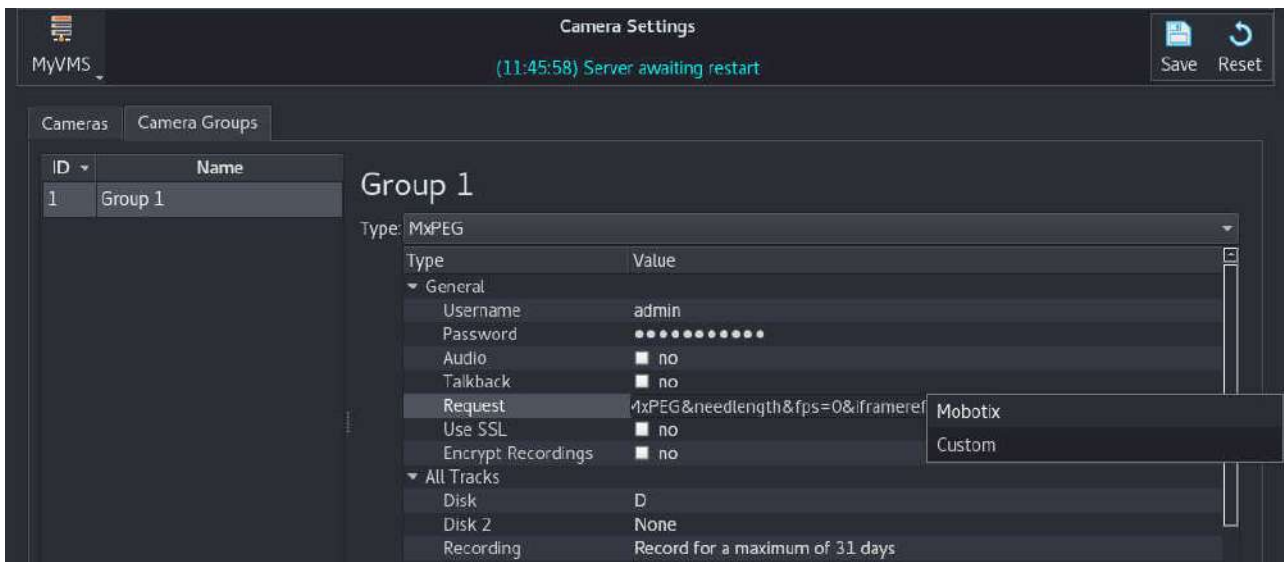 Camera Settings
MyVMS
(11:45:58) Server awaiting restart
Save Reset
Cameras Camera Groups
ID Name
1 Group 1
Group 1
Type: MxPEG
Type Value
General
Username admin
Password ●●●●●●●●●●●
Audio no
Talkback no
Request MxPEG&needlength&fps=0&iframeref
Mobotix
Use SSL no
Custom
Encrypt Recordings no
All Tracks
Disk D
Disk 2 None
Recording Record for a maximum of 31 days